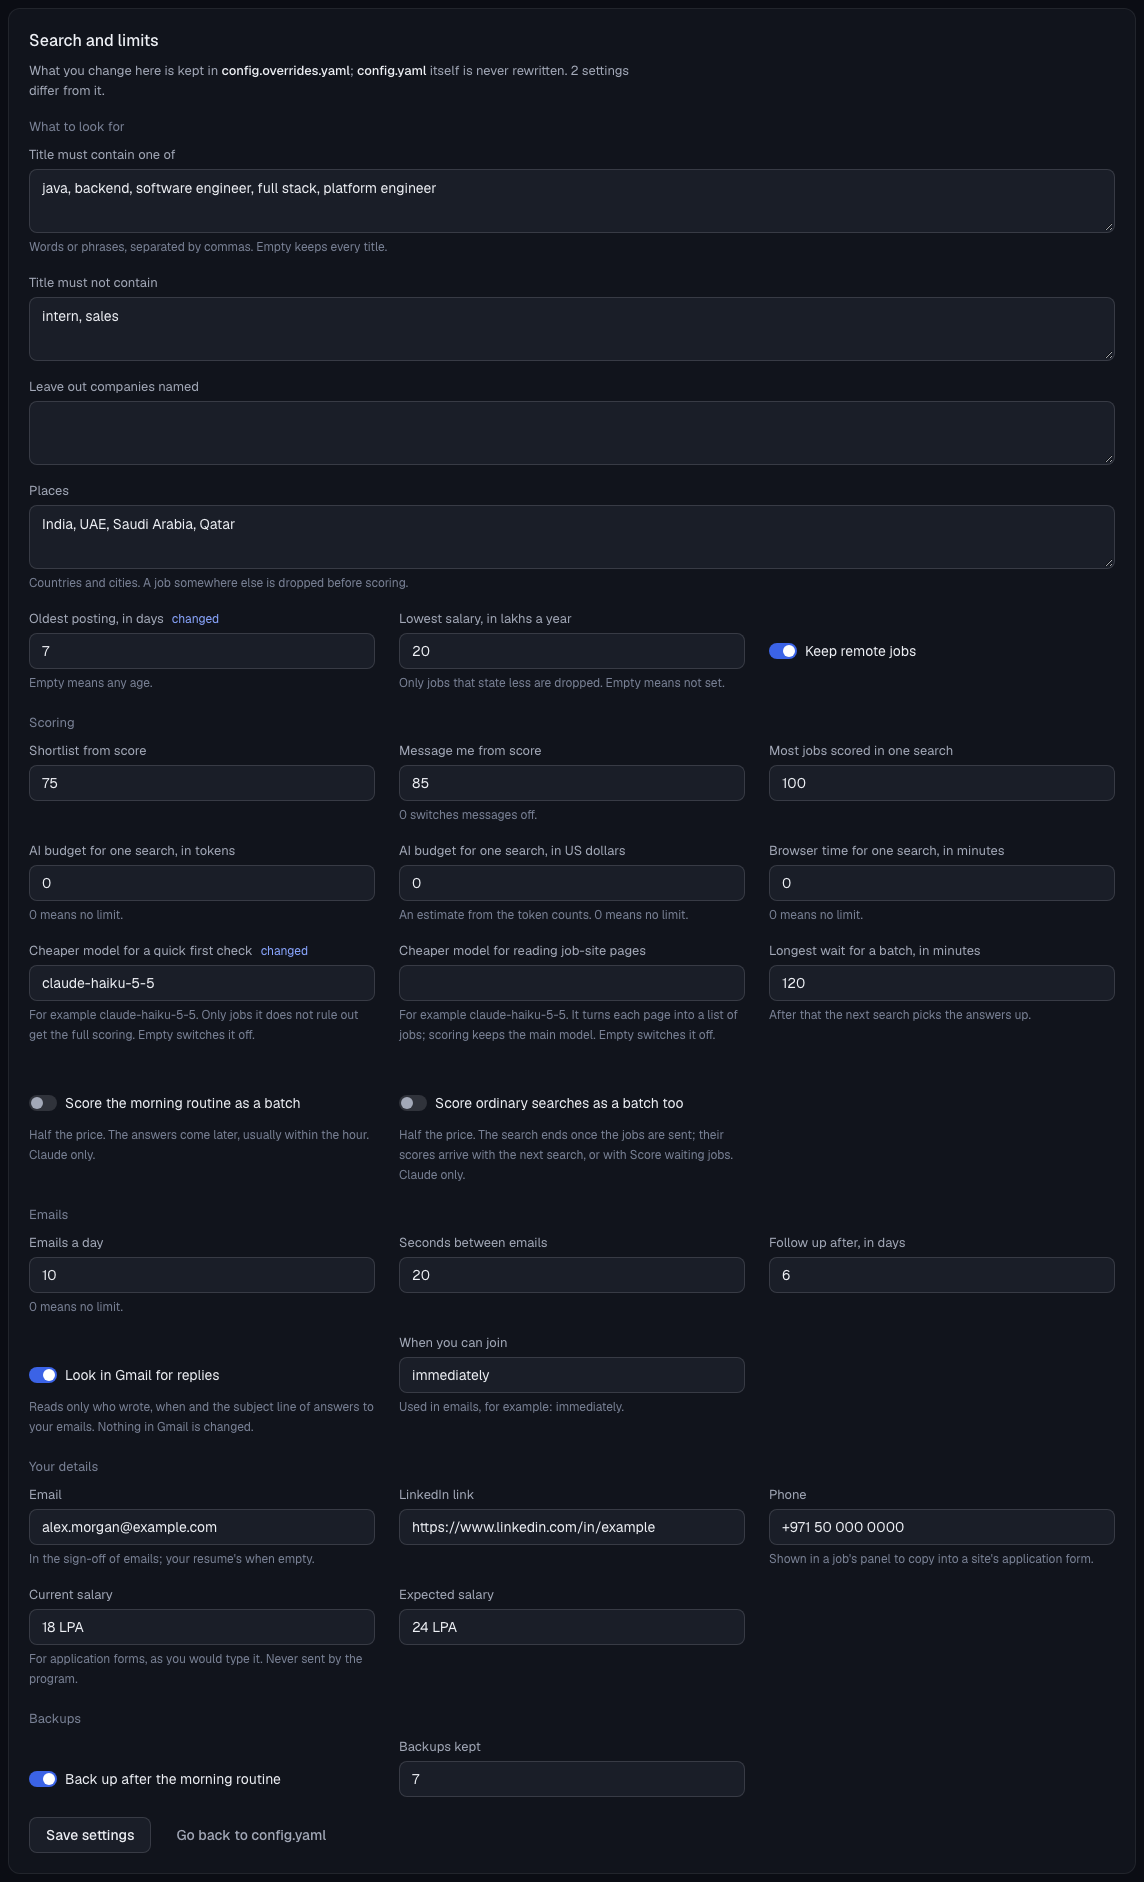 Search and limits
What you change here is kept in config.overrides.yaml; config.yaml itself is never rewritten. 2 settings
differ from it.
What to look for
Title must contain one of
java, backend, software engineer, full stack, platform engineer
Words or phrases, separated by commas. Empty keeps every title.
Title must not contain
intern, sales
Leave out companies named
Places
India, UAE, Saudi Arabia, Qatar
Countries and cities. A job somewhere else is dropped before scoring.
Oldest posting, in days changed
7
Empty means any age.
Lowest salary, in lakhs a year
20
Only jobs that state less are dropped. Empty means not set.
Keep remote jobs
Scoring
Shortlist from score
75
Message me from score
85
0 switches messages off.
Most jobs scored in one search
100
AI budget for one search, in tokens
0
0 means no limit.
AI budget for one search, in US dollars
0
An estimate from the token counts. 0 means no limit.
Browser time for one search, in minutes
0
0 means no limit.
Cheaper model for a quick first check changed
claude-haiku-5-5
For example claude-haiku-5-5. Only jobs it does not rule out
get the full scoring. Empty switches it off.
Cheaper model for reading job-site pages
For example claude-haiku-5-5. It turns each page into a list of
jobs; scoring keeps the main model. Empty switches it off.
Longest wait for a batch, in minutes
120
After that the next search picks the answers up.
Score the morning routine as a batch
Half the price. The answers come later, usually within the hour.
Claude only.
Score ordinary searches as a batch too
Half the price. The search ends once the jobs are sent; their
scores arrive with the next search, or with Score waiting jobs.
Claude only.
Emails
Emails a day
10
0 means no limit.
Seconds between emails
20
Follow up after, in days
6
Look in Gmail for replies
Reads only who wrote, when and the subject line of answers to
your emails. Nothing in Gmail is changed.
When you can join
immediately
Used in emails, for example: immediately.
Your details
Email
alex.morgan@example.com
In the sign-off of emails; your resume's when empty.
LinkedIn link
https://www.linkedin.com/in/example
Phone
+971 50 000 0000
Shown in a job's panel to copy into a site's application form.
Current salary
18 LPA
For application forms, as you would type it. Never sent by the
program.
Expected salary
24 LPA
Backups
Back up after the morning routine
Backups kept
7
Save settings
Go back to config.yaml